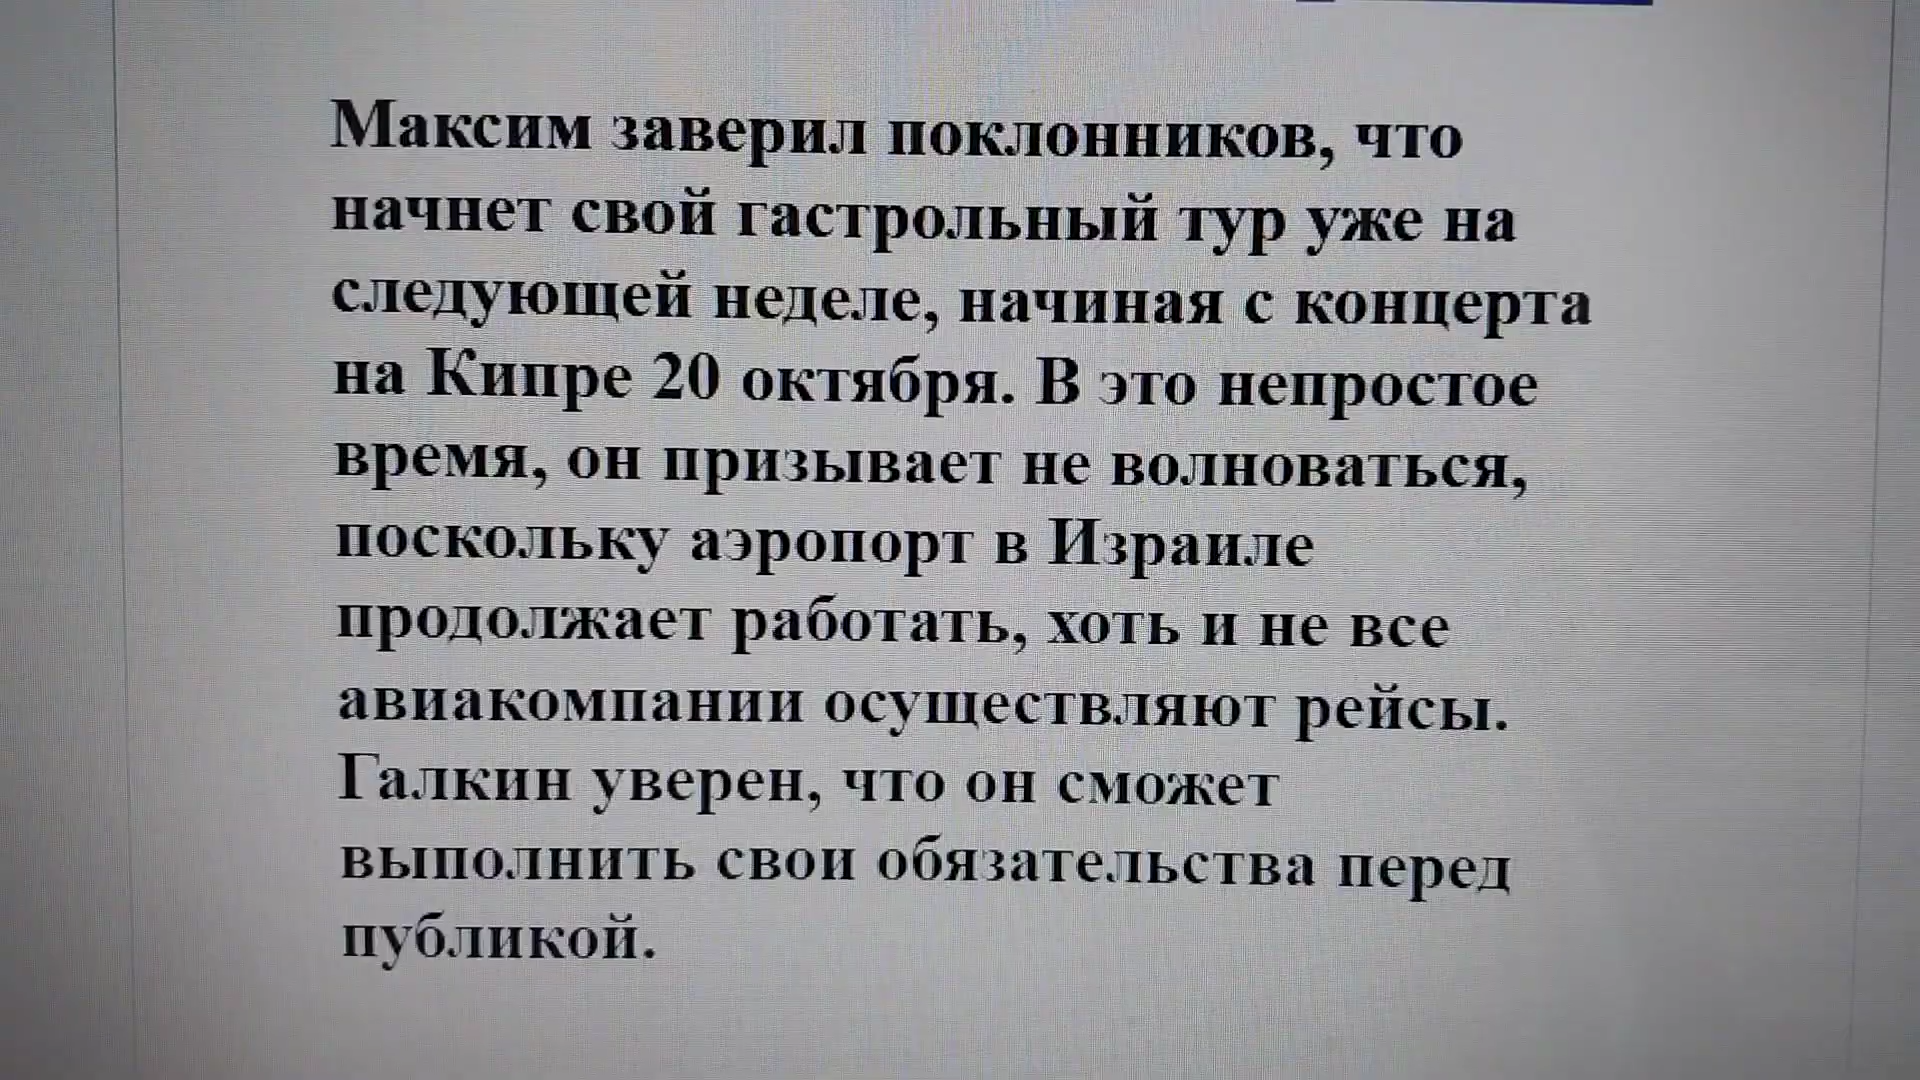 Максим заверил поклонников, что
начнет свой гастрольный тур уже на
следующей неделе, начиная с концерта
на Кипре 20 октября. В это непростое
время, он призывает не волноваться,
поскольку аэропорт в Израиле
продолжает работать, хоть и не все
авиакомпании осуществляют рейсы.
Галкин уверен, что он сможет
выполнить свои обязательства перед
публикой.